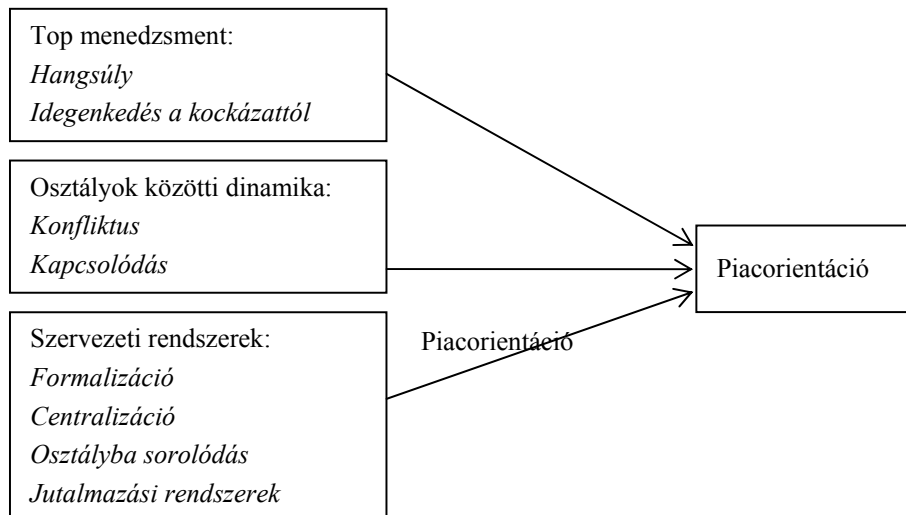 Top menedzsment:
Hangsúly
Idegenkedés a kockázattól
Osztályok közötti dinamika:
Konfliktus
Kapcsolódás
Szervezeti rendszerek:
Formalizáció
Centralizáció
Osztályba sorolódás
Jutalmazási rendszerek
Piacorientáció
Piacorientáció